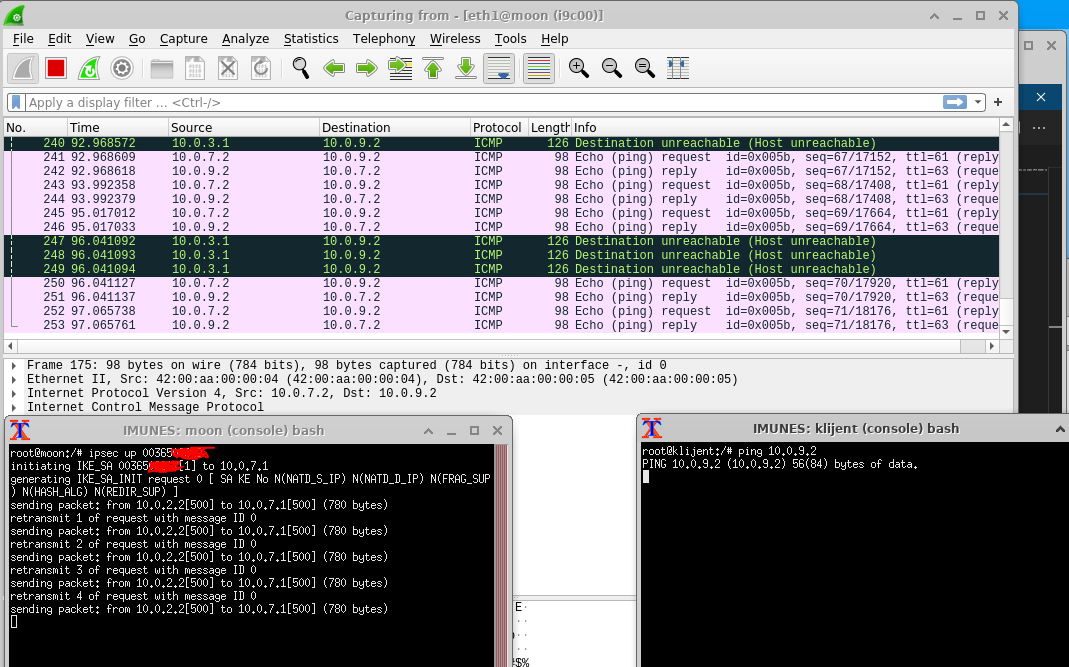 Capturing from - [eth1@moon (i9c00)]
File Edit View Go Capture Analyze Statistics Telephony Wireless Tools Help
Apply a display filter ... <Ctrl-/>
No. Time Source Destination Protocol Length Info
240 92.968572 10.0.3.1 10.0.9.2 ICMP 126 Destination unreachable (Host unreachable)
241 92.968609 10.0.7.2 10.0.9.2 ICMP 98 Echo (ping) request id=0x005b, seq=67/17152, ttl=61 (reply
242 92.968618 10.0.9.2 10.0.7.2 ICMP 98 Echo (ping) reply id=0x005b, seq=67/17152, ttl=63 (reque
243 93.992358 10.0.7.2 10.0.9.2 ICMP 98 Echo (ping) request id=0x005b, seq=68/17408, ttl=61 (reply
244 93.992379 10.0.9.2 10.0.7.2 ICMP 98 Echo (ping) reply id=0x005b, seq=68/17408, ttl=63 (reque
245 95.017012 10.0.7.2 10.0.9.2 ICMP 98 Echo (ping) request id=0x005b, seq=69/17664, ttl=61 (reply
246 95.017033 10.0.9.2 10.0.7.2 ICMP 98 Echo (ping) reply id=0x005b, seq=69/17664, ttl=63 (reque
247 96.041092 10.0.3.1 10.0.9.2 ICMP 126 Destination unreachable (Host unreachable)
248 96.041093 10.0.3.1 10.0.9.2 ICMP 126 Destination unreachable (Host unreachable)
249 96.041094 10.0.3.1 10.0.9.2 ICMP 126 Destination unreachable (Host unreachable)
250 96.041127 10.0.7.2 10.0.9.2 ICMP 98 Echo (ping) request id=0x005b, seq=70/17920, ttl=61 (reply
251 96.041137 10.0.9.2 10.0.7.2 ICMP 98 Echo (ping) reply id=0x005b, seq=70/17920, ttl=63 (reque
252 97.065738 10.0.7.2 10.0.9.2 ICMP 98 Echo (ping) request id=0x005b, seq=71/18176, ttl=61 (reply
253 97.065761 10.0.9.2 10.0.7.2 ICMP 98 Echo (ping) reply id=0x005b, seq=71/18176, ttl=63 (reque
Frame 175: 98 bytes on wire (784 bits), 98 bytes captured (784 bits) on interface -, id 0
Ethernet II, Src: 42:00:aa:00:00:04 (42:00:aa:00:00:04), Dst: 42:00:aa:00:00:05 (42:00:aa:00:00:05)
Internet Protocol Version 4, Src: 10.0.7.2, Dst: 10.0.9.2
Internet Control Message Protocol
IMUNES: moon (console) bash
root@moon:/# ipsec up 00365
initiating IKE_SA 00365 [1] to 10.0.7.1
generating IKE_SA_INIT request 0 [ SA KE No N(NATD_S_IP) N(NATD_D_IP) N(FRAG_SUP
) N(HASH_ALG) N(REDIR_SUP) ]
sending packet: from 10.0.2.2[500] to 10.0.7.1[500] (780 bytes)
retransmit 1 of request with message ID 0
sending packet: from 10.0.2.2[500] to 10.0.7.1[500] (780 bytes)
retransmit 2 of request with message ID 0
sending packet: from 10.0.2.2[500] to 10.0.7.1[500] (780 bytes)
retransmit 3 of request with message ID 0
sending packet: from 10.0.2.2[500] to 10.0.7.1[500] (780 bytes)
retransmit 4 of request with message ID 0
sending packet: from 10.0.2.2[500] to 10.0.7.1[500] (780 bytes)
IMUNES: klijent (console) bash
root@klijent:/# ping 10.0.9.2
PING 10.0.9.2 (10.0.9.2) 56(84) bytes of data.